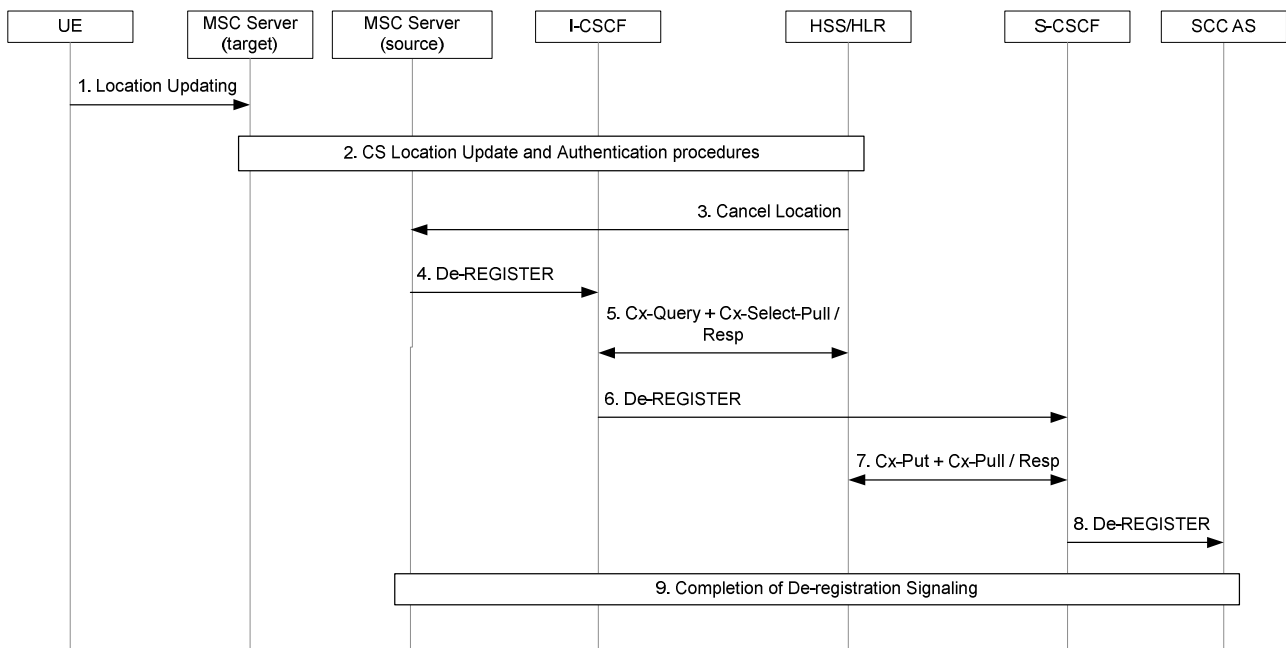 UE
MSC Server
(target)
MSC Server
(source)
I-CSCF
HSS/HLR
S-CSCF
SCC AS
1. Location Updating
2. CS Location Update and Authentication procedures
3. Cancel Location
4. De-REGISTER
5. Cx-Query + Cx-Select-Pull /
Resp
6. De-REGISTER
7. Cx-Put + Cx-Pull / Resp
8. De-REGISTER
9. Completion of De-registration Signaling